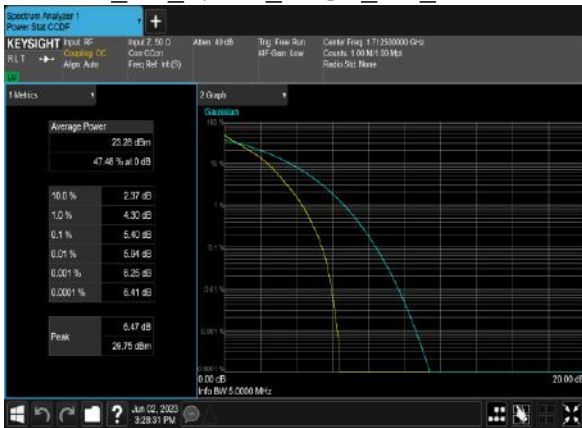 Spectrum Analyzer 1
Power Stat CCDF
KEYSIGHT
RLT
Input: RF
Coupling: DC
Align: Auto
Input Z: 50 Ω
Corr CCorr
Freq Ref: Int (S)
Atten: 40 dB
Trig: Free Run
#IF Gain: Low
Center Freq: 1.712500000 GHz
Counts: 1.00 M/1.00 Mpt
Radio Std: None
1 Metrics
Average Power
23.28 dBm
47.48 % at 0 dB
10.0 % 2.37 dB
1.0 % 4.30 dB
0.1 % 5.40 dB
0.01 % 5.94 dB
0.001 % 6.25 dB
0.0001 % 6.41 dB
Peak
6.47 dB
29.75 dBm
2 Graph
Gaussian
100 %
10 %
1 %
0.1 %
0.01 %
0.001 %
0.0001 %
0.00 dB
20.00 dB
Info BW 5.0000 MHz
?
Jun 02, 2023
3:28:31 PM